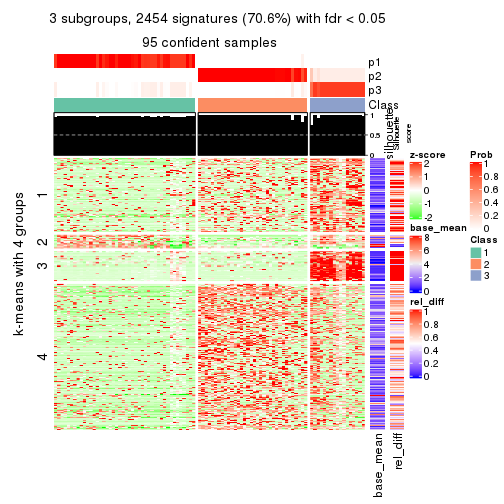 3 subgroups, 2454 signatures (70.6%) with fdr < 0.05
95 confident samples
p1
p2
p3
Class
1
0.5
0
silhouette
Silhouette
score
k-means with 4 groups
1
2
3
4
base_mean
rel_diff
z-score
2
1
0
-1
-2
base_mean
8
6
4
2
0
rel_diff
1
0.8
0.6
0.4
0.2
0
Prob
1
0.8
0.6
0.4
0.2
0
Class
1
2
3